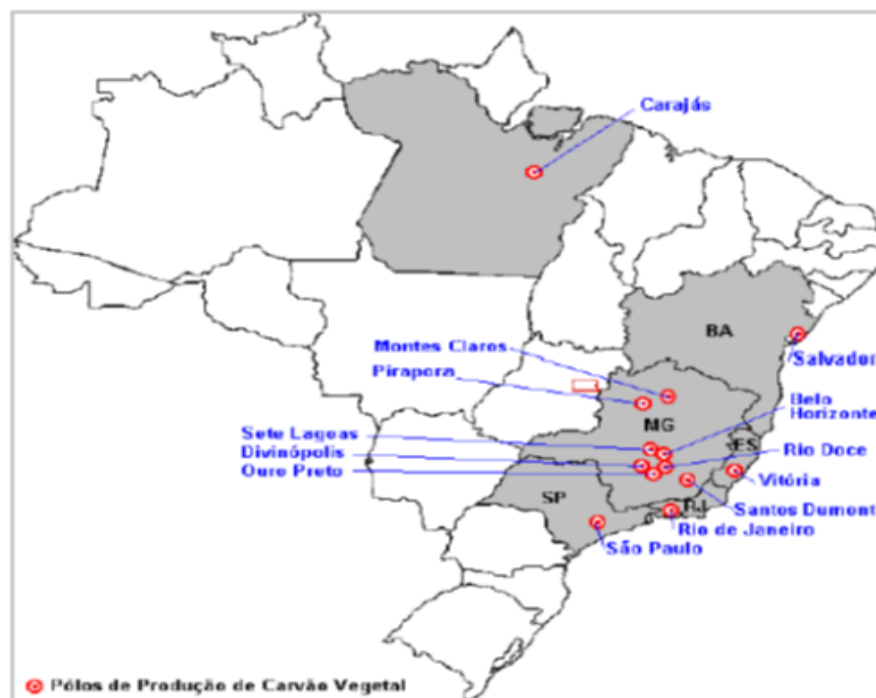 Carajás
BA
Montes Claros
Salvador
Pirapora
Belo
Horizonte
MG
Sete Lagoas
ES
Rio Doce
Divinópolis
Ouro Preto
Vitória
SP
RJ
Santos Dumont
Rio de Janeiro
São Paulo
Pólos de Produção de Carvão Vegetal